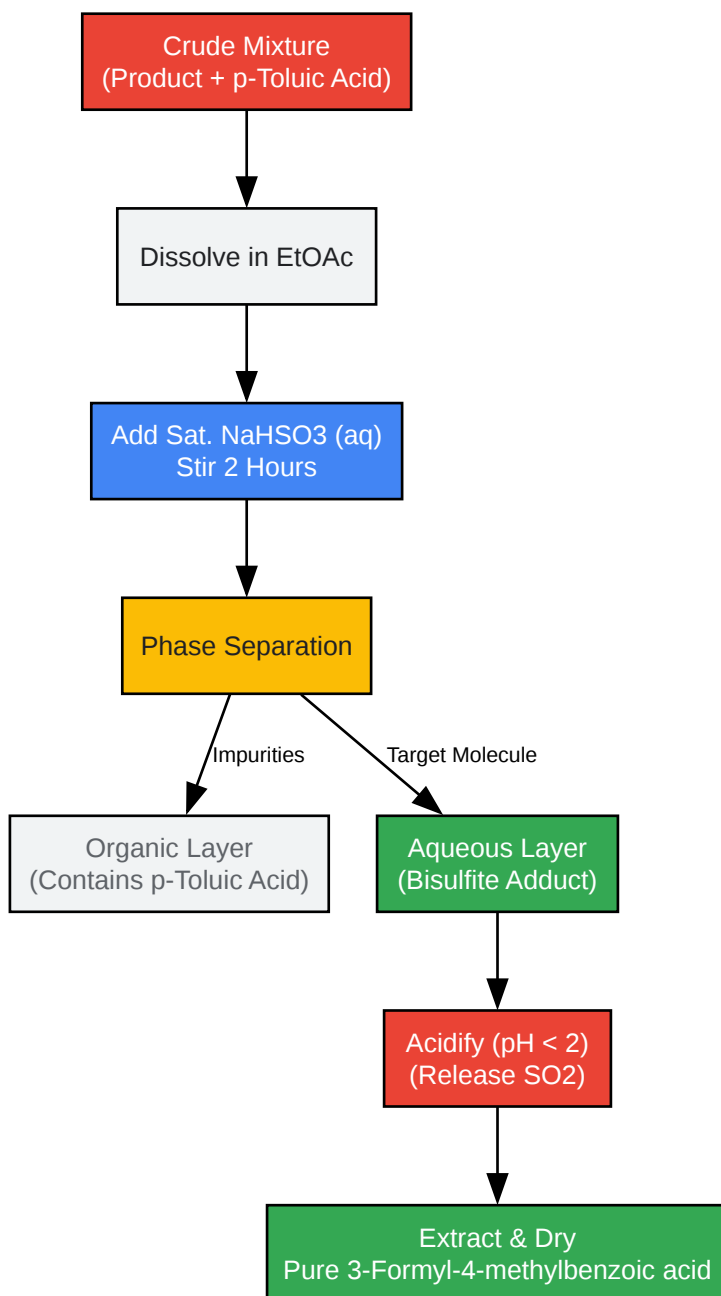 Crude Mixture
(Product + p-Toluic Acid)
Dissolve in EtOAc
Add Sat. NaHSO3 (aq)
Stir 2 Hours
Phase Separation
Impurities
Target Molecule
Organic Layer
(Contains p-Toluic Acid)
Aqueous Layer
(Bisulfite Adduct)
Acidify (pH < 2)
(Release SO2)
Extract & Dry
Pure 3-Formyl-4-methylbenzoic acid